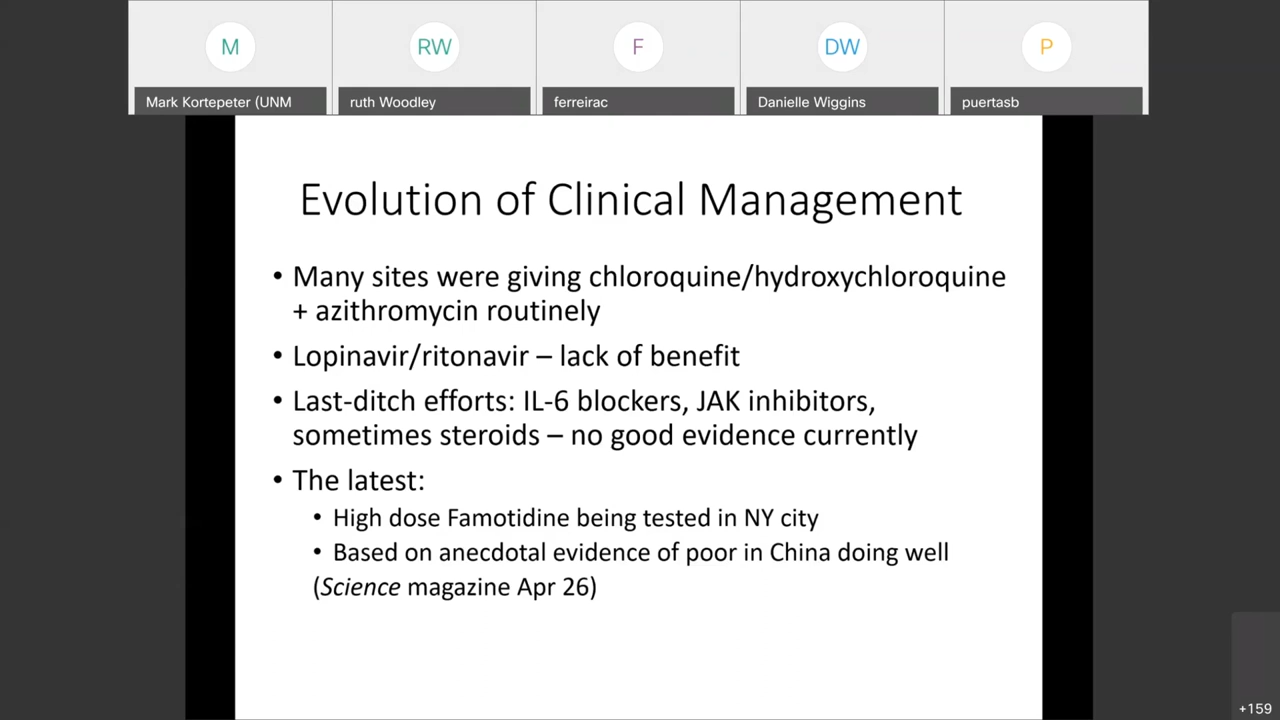 M
RW
F
DW
P
Mark Kortepeter (UNM
ruth Woodley
ferreirac
Danielle Wiggins
puertasb
Evolution of Clinical Management
• Many sites were giving chloroquine/hydroxychloroquine
+ azithromycin routinely
• Lopinavir/ritonavir – lack of benefit
• Last-ditch efforts: IL-6 blockers, JAK inhibitors,
sometimes steroids – no good evidence currently
• The latest:
• High dose Famotidine being tested in NY city
• Based on anecdotal evidence of poor in China doing well
(Science magazine Apr 26)
+159